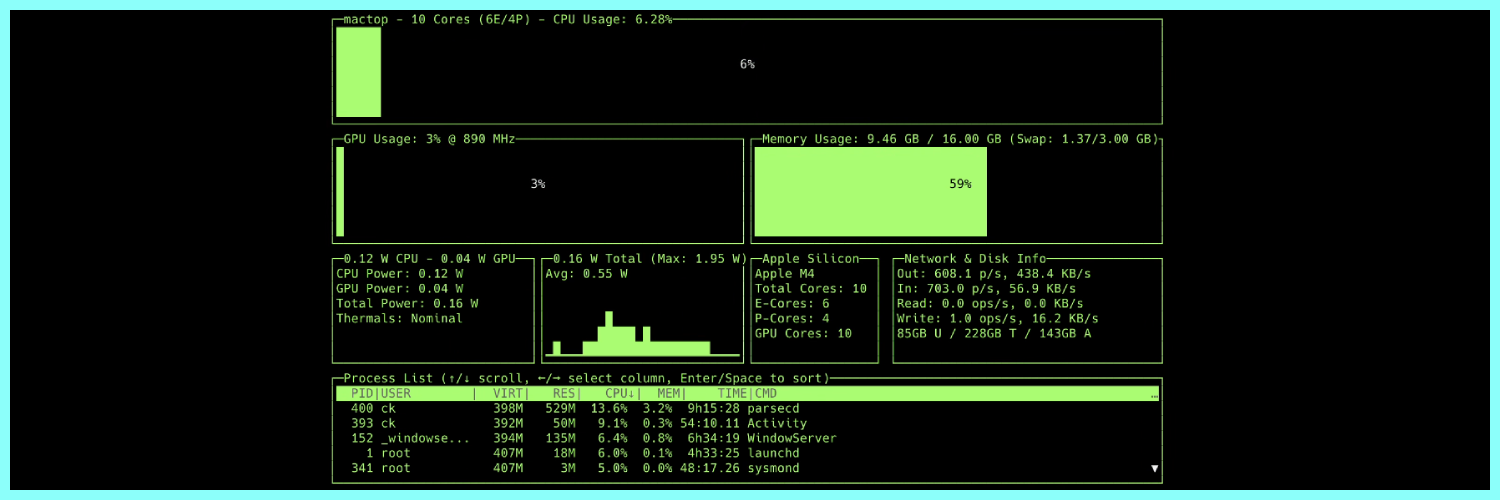 mactop - 10 Cores (6E/4P) - CPU Usage: 6.28%
6%
GPU Usage: 3% @ 890 MHz
3%
Memory Usage: 9.46 GB / 16.00 GB (Swap: 1.37/3.00 GB)
59%
0.12 W CPU - 0.04 W GPU
CPU Power: 0.12 W
GPU Power: 0.04 W
Total Power: 0.16 W
Thermals: Nominal
0.16 W Total (Max: 1.95 W)
Avg: 0.55 W
Apple Silicon
Apple M4
Total Cores: 10
E-Cores: 6
P-Cores: 4
GPU Cores: 10
Network & Disk Info
Out: 608.1 p/s, 438.4 KB/s
In: 703.0 p/s, 56.9 KB/s
Read: 0.0 ops/s, 0.0 KB/s
Write: 1.0 ops/s, 16.2 KB/s
85GB U / 228GB T / 143GB A
Process List (↑/↓ scroll, ←/→ select column, Enter/Space to sort)
PID|USER | VIRT| RES| CPU↓| MEM| TIME|CMD …
400 ck 398M 529M 13.6% 3.2% 9h15:28 parsecd
393 ck 392M 50M 9.1% 0.3% 54:10.11 Activity
152 _windowse... 394M 135M 6.4% 0.8% 6h34:19 WindowServer
1 root 407M 18M 6.0% 0.1% 4h33:25 launchd
341 root 407M 3M 5.0% 0.0% 48:17.26 sysmond ▼